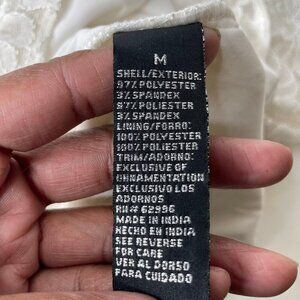 M
SHELL/EXTERIOR:
97% POLYESTER
3% SPANDEX
97% POLIESTER
3% SPANDEX
LINING/FORRO:
100% POLYESTER
100% POLIESTER
TRIM/ADORNO:
EXCLUSIVE OF
ORNAMENTATION
EXCLUSIVO LOS
ADORNOS
RN# 62996
MADE IN INDIA
HECHO EN INDIA
SEE REVERSE
FOR CARE
VER AL DORSO
PARA CUIDADO